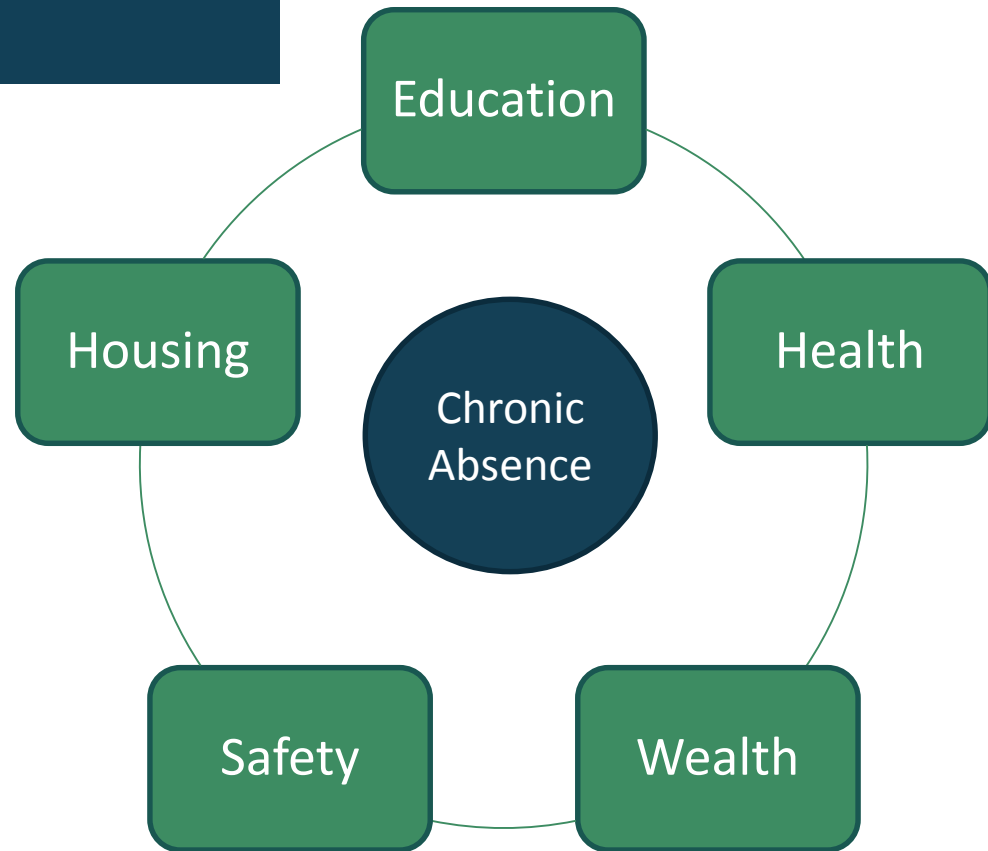 Education
Housing
Health
Chronic
Absence
Safety
Wealth